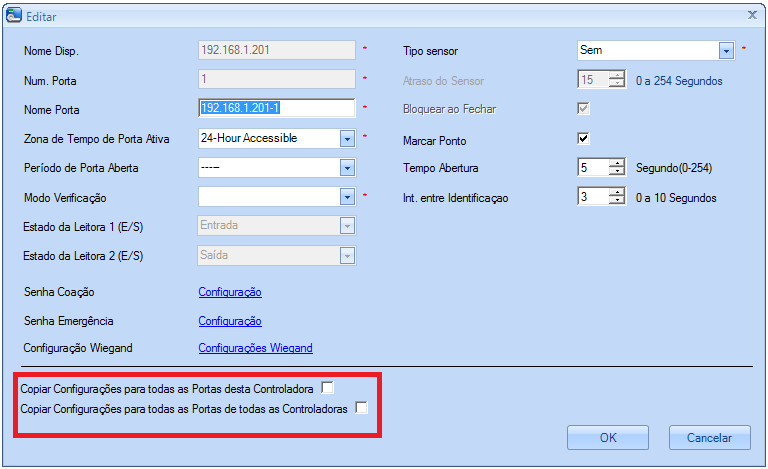 Editar
Nome Disp. 192.168.1.201 * Tipo sensor Sem *
Num. Porta 1 * Atraso do Sensor 15 0 a 254 Segundos
Nome Porta 192.168.1.201-1 * Bloquear ao Fechar
Zona de Tempo de Porta Ativa 24-Hour Accessible * Marcar Ponto
Período de Porta Aberta ----- Tempo Abertura 5 Segundo(0-254)
Modo Verificação * Int. entre Identificaçao 3 0 a 10 Segundos
Estado da Leitora 1 (E/S) Entrada
Estado da Leitora 2 (E/S) Saída
Senha Coação Configuração
Senha Emergência Configuração
Configuração Wiegand Configurações Wiegand
Copiar Configurações para todas as Portas desta Controladora
Copiar Configurações para todas as Portas de todas as Controladoras
OK Cancelar